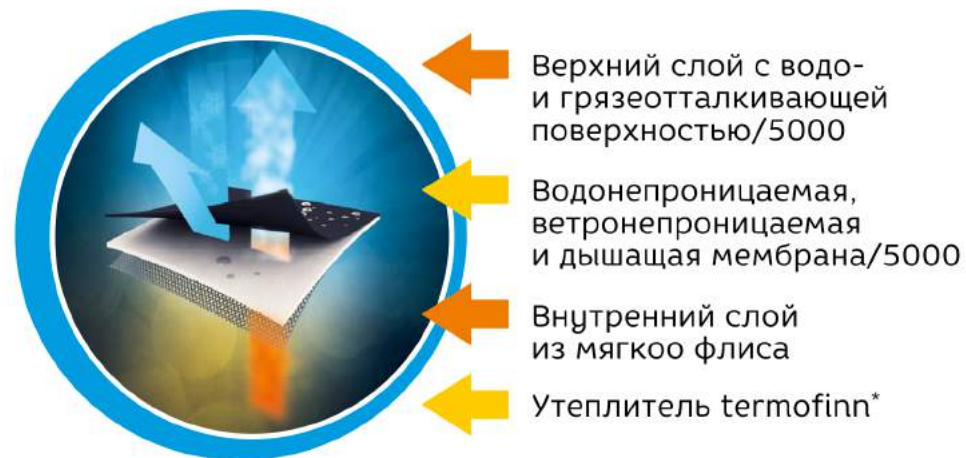 Верхний слой с водо-
и грязеотталкивающей
поверхностью/5000
Водонепроницаемая,
ветронепроницаемая
и дышащая мембрана/5000
Внутренний слой
из мягкоо флиса
Утеплитель termofinn*